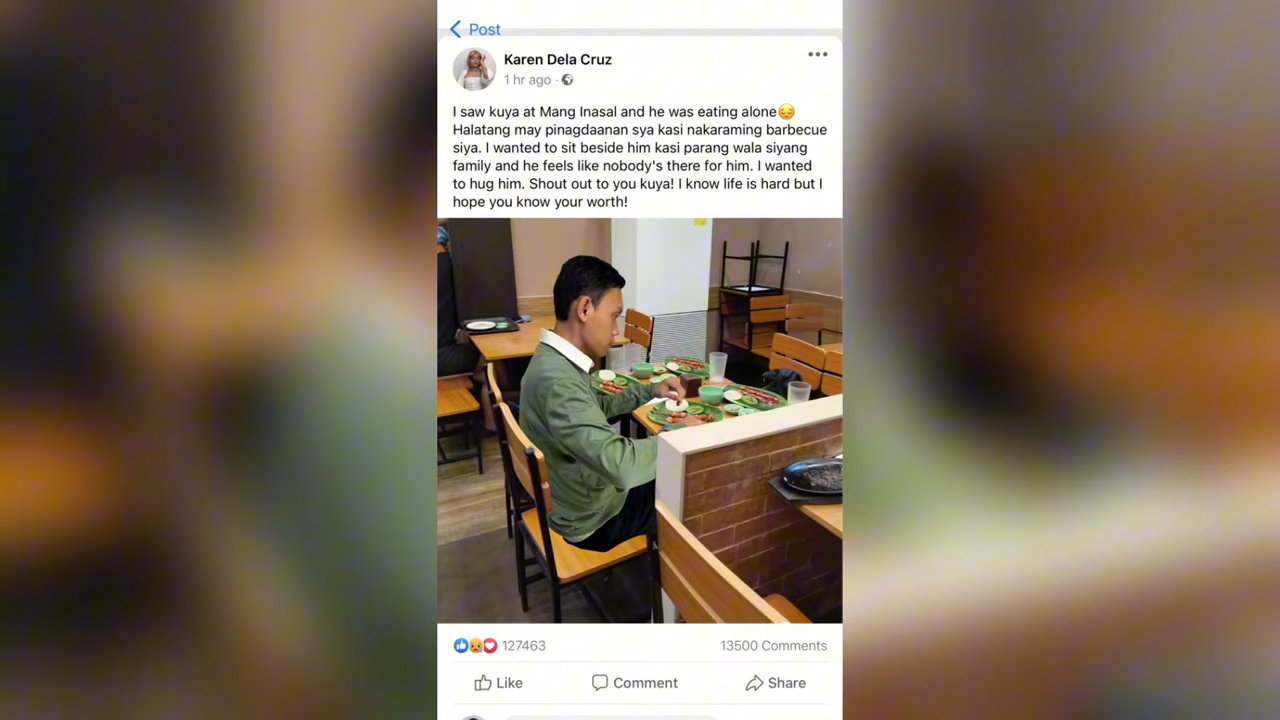 Post
Karen Dela Cruz
1 hr ago ·
I saw kuya at Mang Inasal and he was eating alone😔
Halatang may pinagdaanan sya kasi nakaraming barbecue
siya. I wanted to sit beside him kasi parang wala siyang
family and he feels like nobody's there for him. I wanted
to hug him. Shout out to you kuya! I know life is hard but I
hope you know your worth!
127463
13500 Comments
Like
Comment
Share